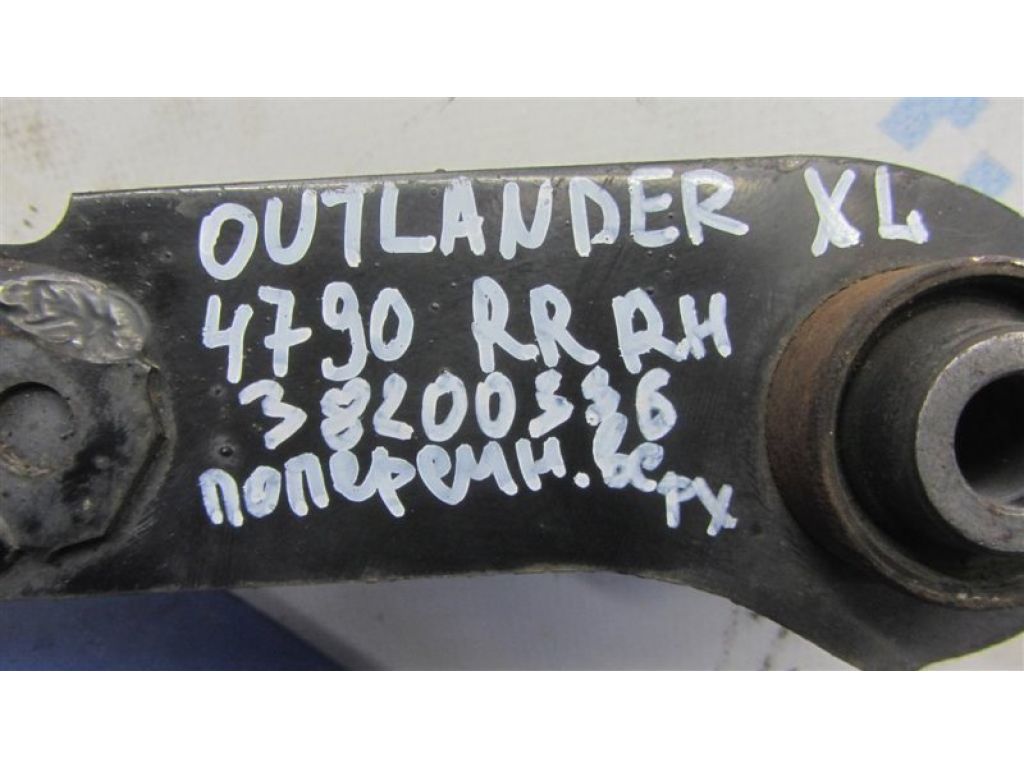 OUTLANDER XL
4790 RR RH
38200336
поперечн. верх